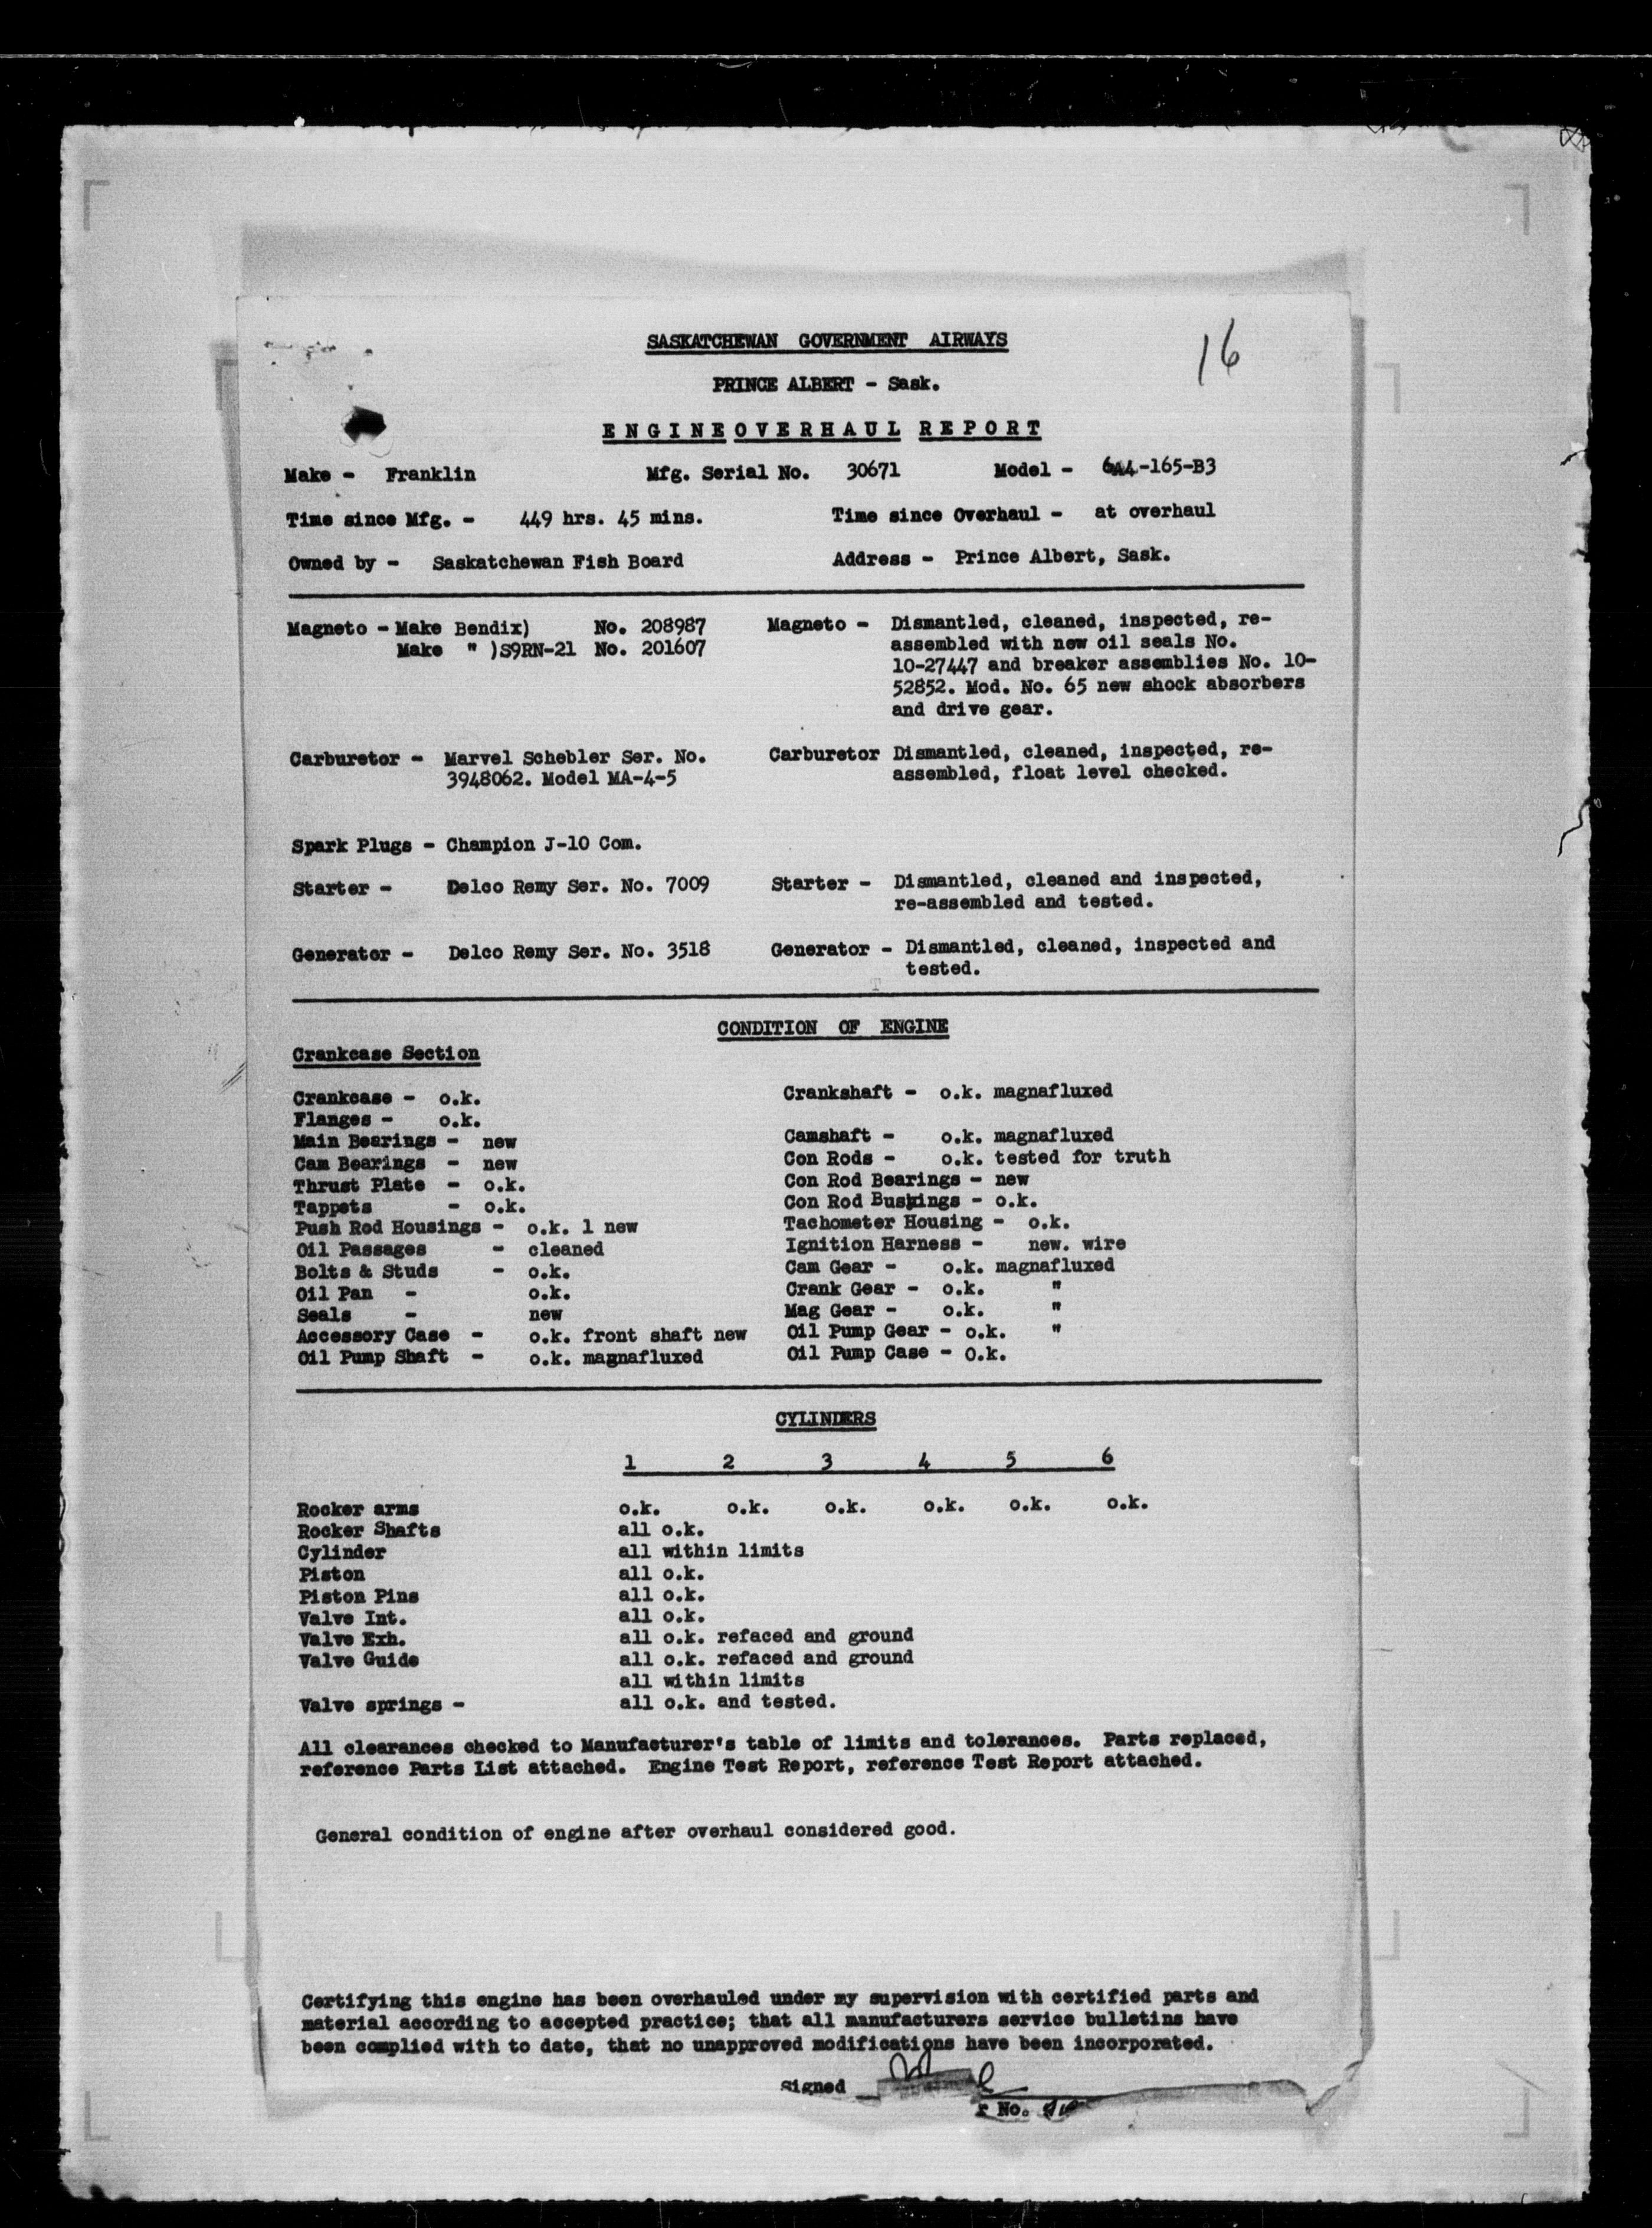 SASKATCHEWAN GOVERNMENT AIRWAYS
16
PRINCE ALBERT - Sask.
ENGINE OVERHAUL REPORT
Make - Franklin Mfg. Serial No. 30671 Model - 6A4-165-B3
Time since Mfg. - 449 hrs. 45 mins. Time since Overhaul - at overhaul
Owned by - Saskatchewan Fish Board Address - Prince Albert, Sask.
Magneto - Make Bendix) No. 208987 Magneto - Dismantled, cleaned, inspected, re-
Make " )S9RN-21 No. 201607 assembled with new oil seals No.
10-27447 and breaker assemblies No. 10-
52852. Mod. No. 65 new shock absorbers
and drive gear.
Carburetor - Marvel Schebler Ser. No. Carburetor Dismantled, cleaned, inspected, re-
3948062. Model MA-4-5 assembled, float level checked.
Spark Plugs - Champion J-10 Com.
Starter - Delco Remy Ser. No. 7009 Starter - Dismantled, cleaned and inspected,
re-assembled and tested.
Generator - Delco Remy Ser. No. 3518 Generator - Dismantled, cleaned, inspected and
tested.
CONDITION OF ENGINE
Crankcase Section
Crankcase - o.k. Crankshaft - o.k. magnafluxed
Flanges - o.k.
Main Bearings - new Camshaft - o.k. magnafluxed
Cam Bearings - new Con Rods - o.k. tested for truth
Thrust Plate - o.k. Con Rod Bearings - new
Tappets - o.k. Con Rod Bushings - o.k.
Push Rod Housings - o.k. 1 new Tachometer Housing - o.k.
Oil Passages - cleaned Ignition Harness - new. wire
Bolts & Studs - o.k. Cam Gear - o.k. magnafluxed
Oil Pan - o.k. Crank Gear - o.k. "
Seals - new Mag Gear - o.k. "
Accessory Case - o.k. front shaft new Oil Pump Gear - o.k. "
Oil Pump Shaft - o.k. magnafluxed Oil Pump Case - O.k.
CYLINDERS
1 2 3 4 5 6
Rocker arms o.k. o.k. o.k. o.k. o.k. o.k.
Rocker Shafts all o.k.
Cylinder all within limits
Piston all o.k.
Piston Pins all o.k.
Valve Int. all o.k.
Valve Exh. all o.k. refaced and ground
Valve Guide all o.k. refaced and ground
all within limits
Valve springs - all o.k. and tested.
All clearances checked to Manufacturer's table of limits and tolerances. Parts replaced,
reference Parts List attached. Engine Test Report, reference Test Report attached.
General condition of engine after overhaul considered good.
Certifying this engine has been overhauled under my supervision with certified parts and
material according to accepted practice; that all manufacturers service bulletins have
been complied with to date, that no unapproved modifications have been incorporated.
Signed
r No.